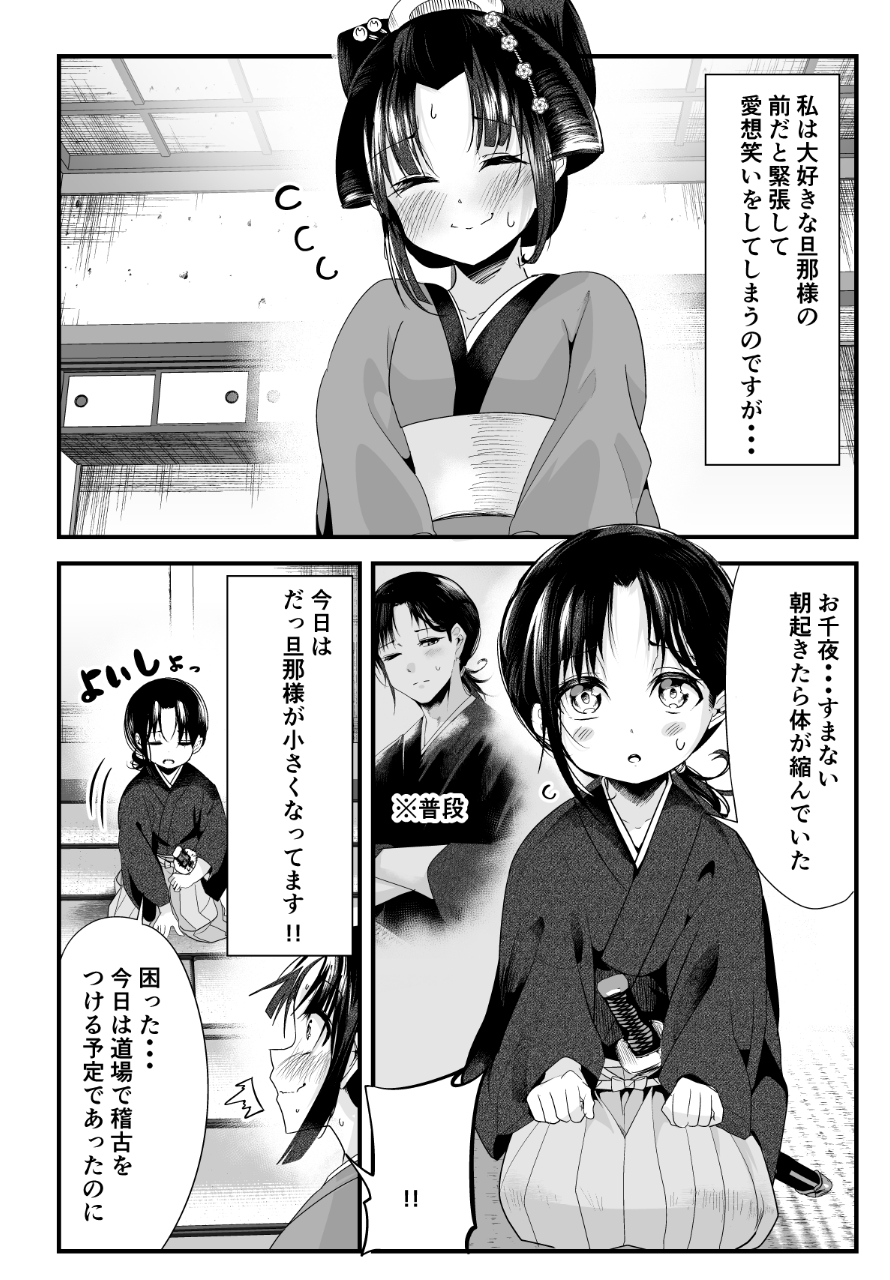 私は大好きな旦那様の
前だと緊張して
愛想笑いをしてしまうのですが・・・
お千夜・・・すまない
朝起きたら体が縮んでいた
※普段
!!
今日は
だっ旦那様が小さくなってます!!
よいしょっ
困った・・・
今日は道場で稽古を
つける予定であったのに